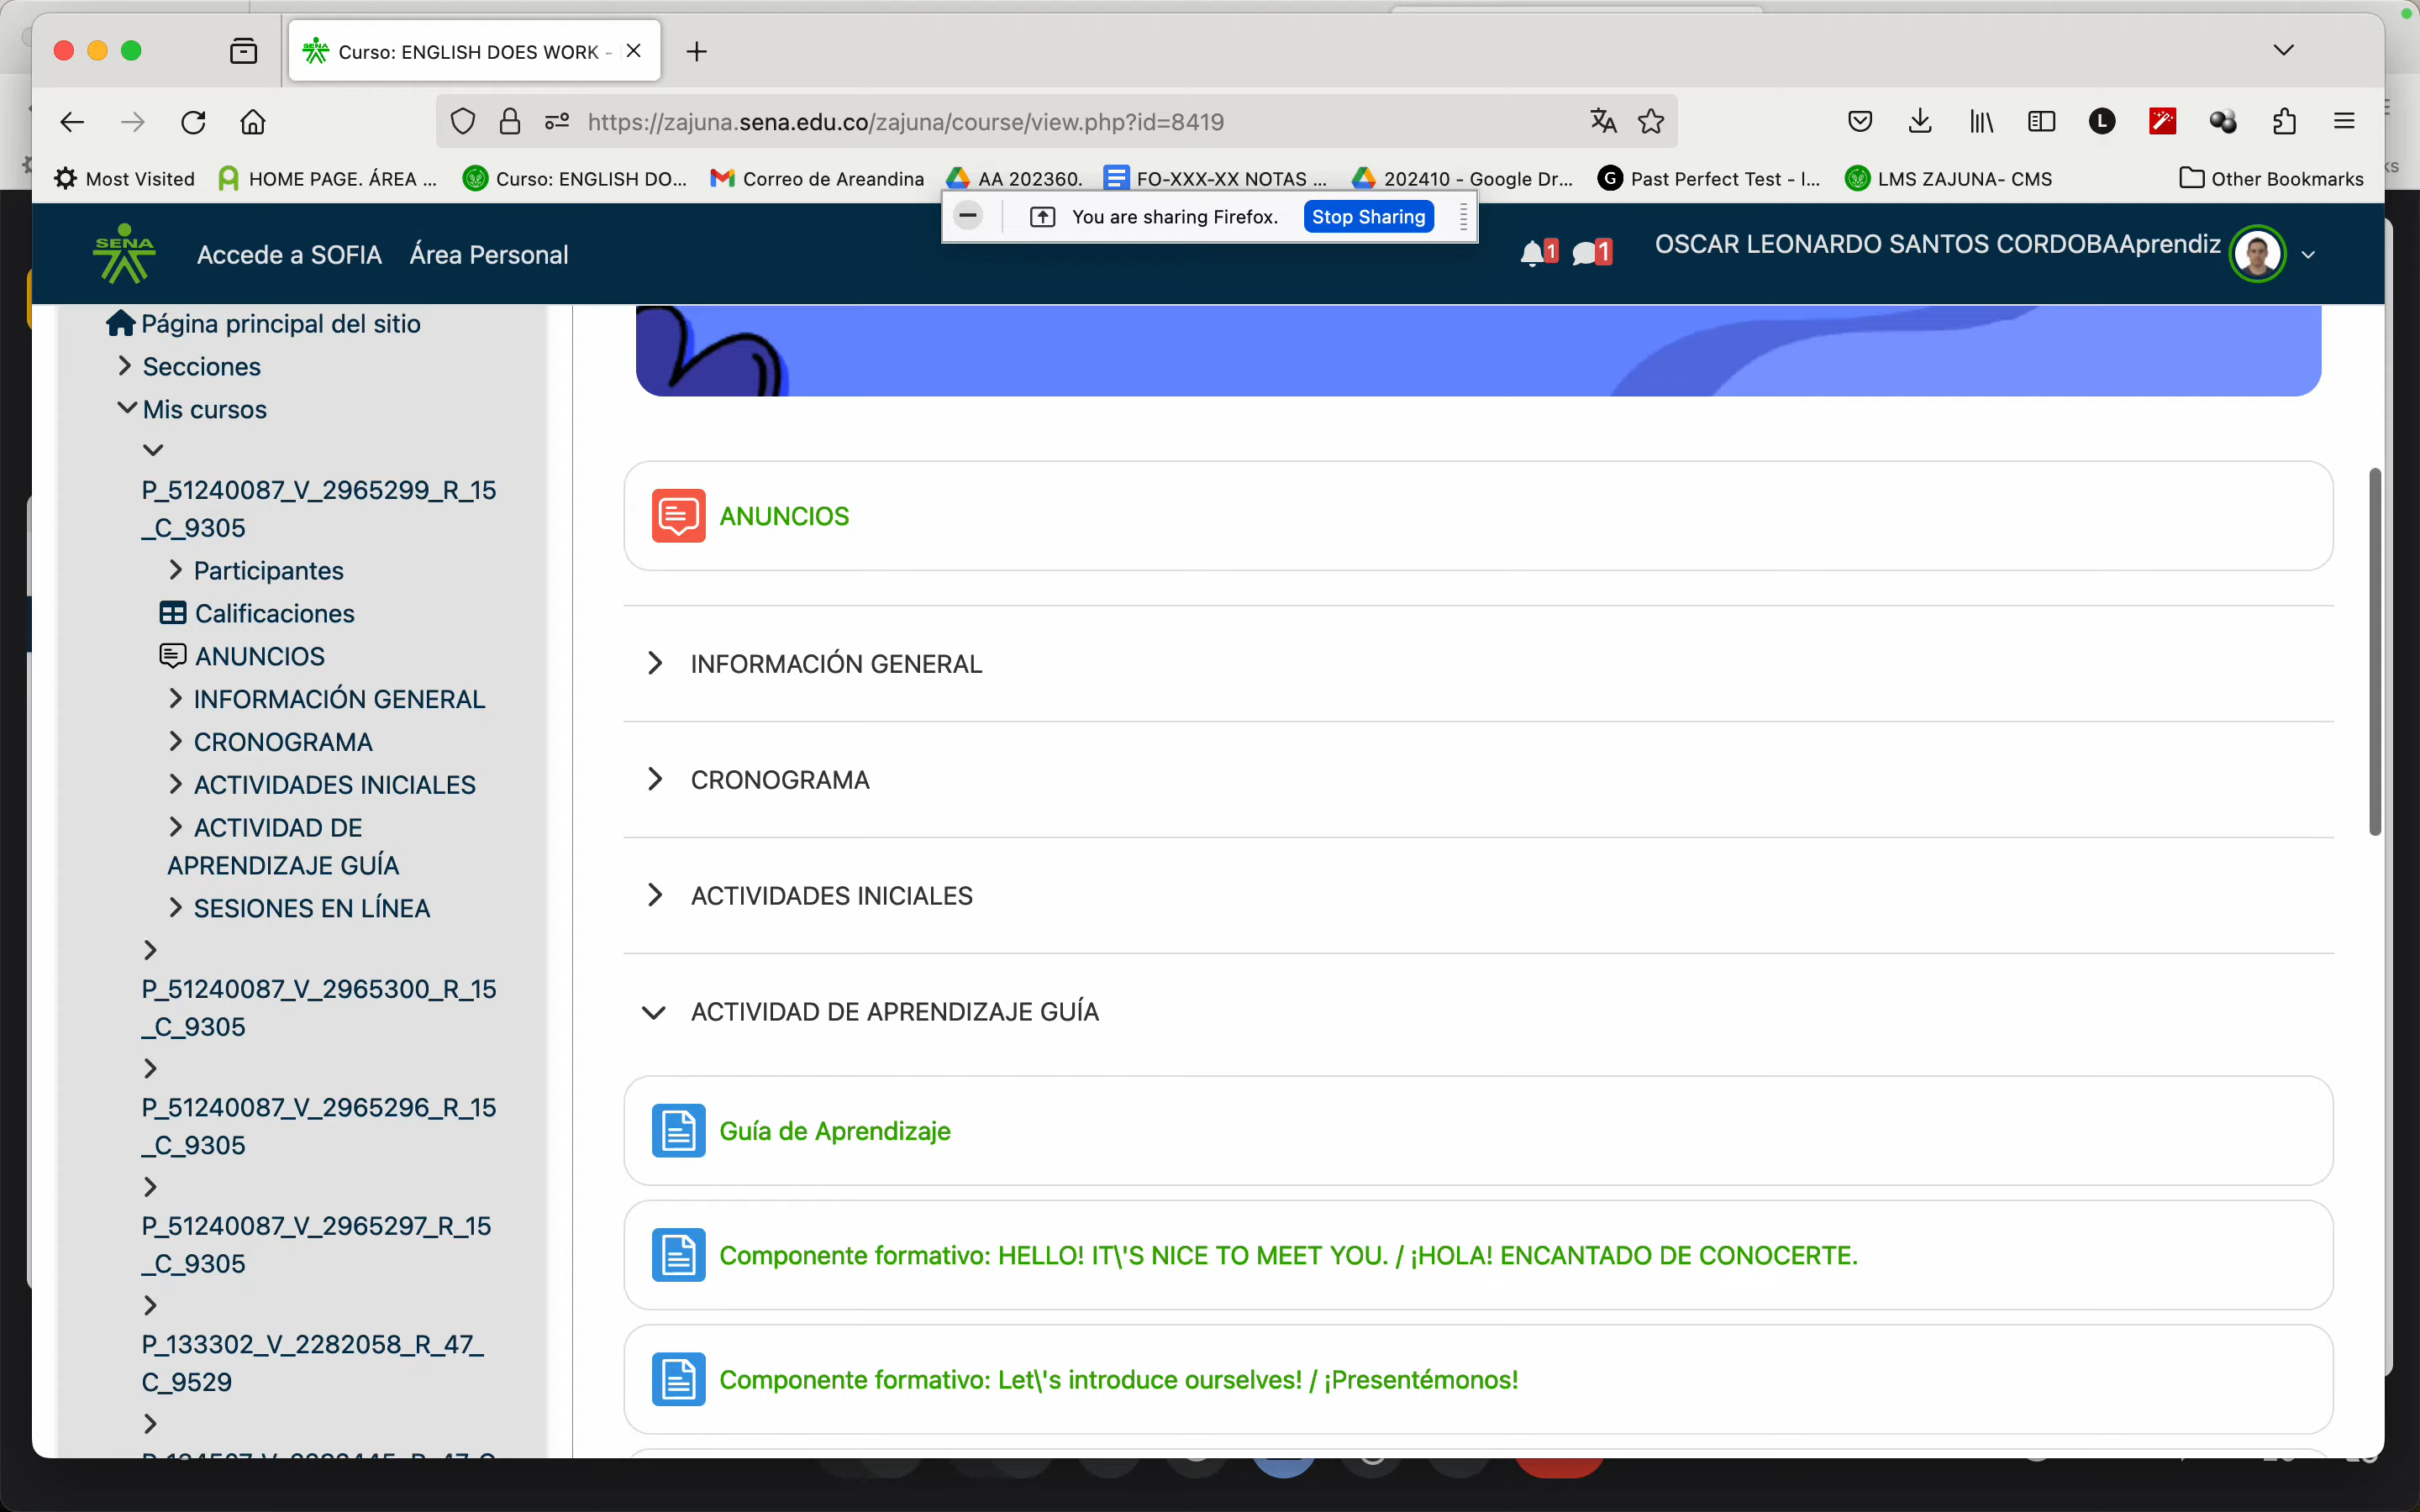 Curso: ENGLISH DOES WORK -
https://zajuna.sena.edu.co/zajuna/course/view.php?id=8419
L
Most Visited
HOME PAGE. ÁREA ...
Curso: ENGLISH DO...
Correo de Areandina
AA 202360.
FO-XXX-XX NOTAS ...
202410 - Google Dr...
G Past Perfect Test - I...
LMS ZAJUNA- CMS
Other Bookmarks
You are sharing Firefox.
Stop Sharing
SENA
Accede a SOFIA
Área Personal
1
1
OSCAR LEONARDO SANTOS CORDOBAAprendiz
Página principal del sitio
Secciones
Mis cursos
P_51240087_V_2965299_R_15
_C_9305
Participantes
Calificaciones
ANUNCIOS
INFORMACIÓN GENERAL
CRONOGRAMA
ACTIVIDADES INICIALES
ACTIVIDAD DE
APRENDIZAJE GUÍA
SESIONES EN LÍNEA
P_51240087_V_2965300_R_15
_C_9305
P_51240087_V_2965296_R_15
_C_9305
P_51240087_V_2965297_R_15
_C_9305
P_133302_V_2282058_R_47_
C_9529
ANUNCIOS
INFORMACIÓN GENERAL
CRONOGRAMA
ACTIVIDADES INICIALES
ACTIVIDAD DE APRENDIZAJE GUÍA
Guía de Aprendizaje
Componente formativo: HELLO! IT\'S NICE TO MEET YOU. / ¡HOLA! ENCANTADO DE CONOCERTE.
Componente formativo: Let\'s introduce ourselves! / ¡Presentémonos!